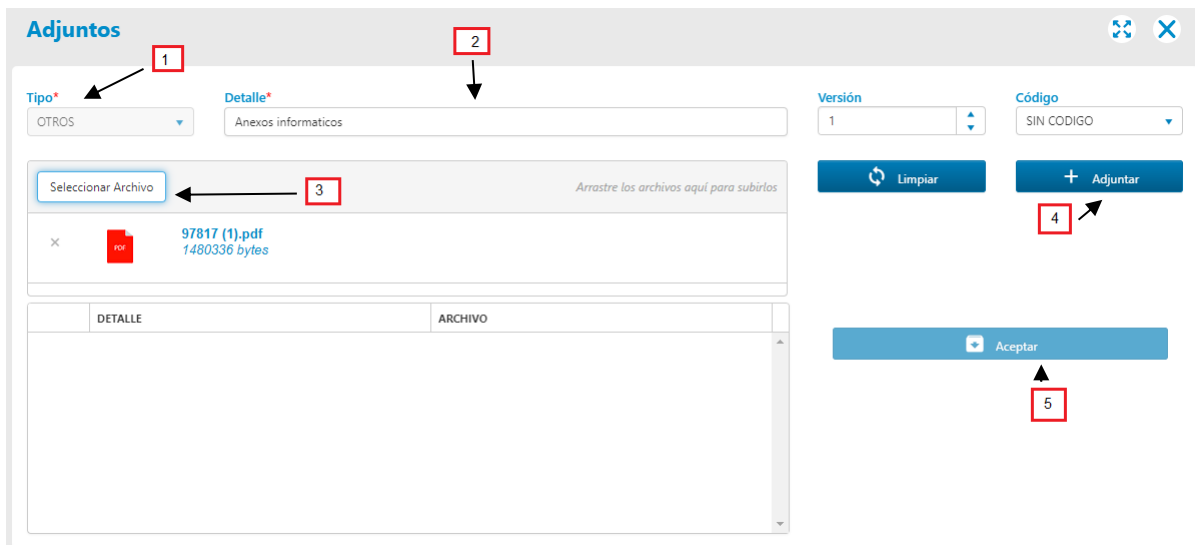 Adjuntos
1
2
Tipo*
Detalle*
Versión
Código
OTROS
Anexos informaticos
1
SIN CODIGO
Seleccionar Archivo
3
Arrastre los archivos aquí para subirlos
Limpiar
+ Adjuntar
4
PDF
97817 (1).pdf
1480336 bytes
DETALLE
ARCHIVO
Aceptar
5